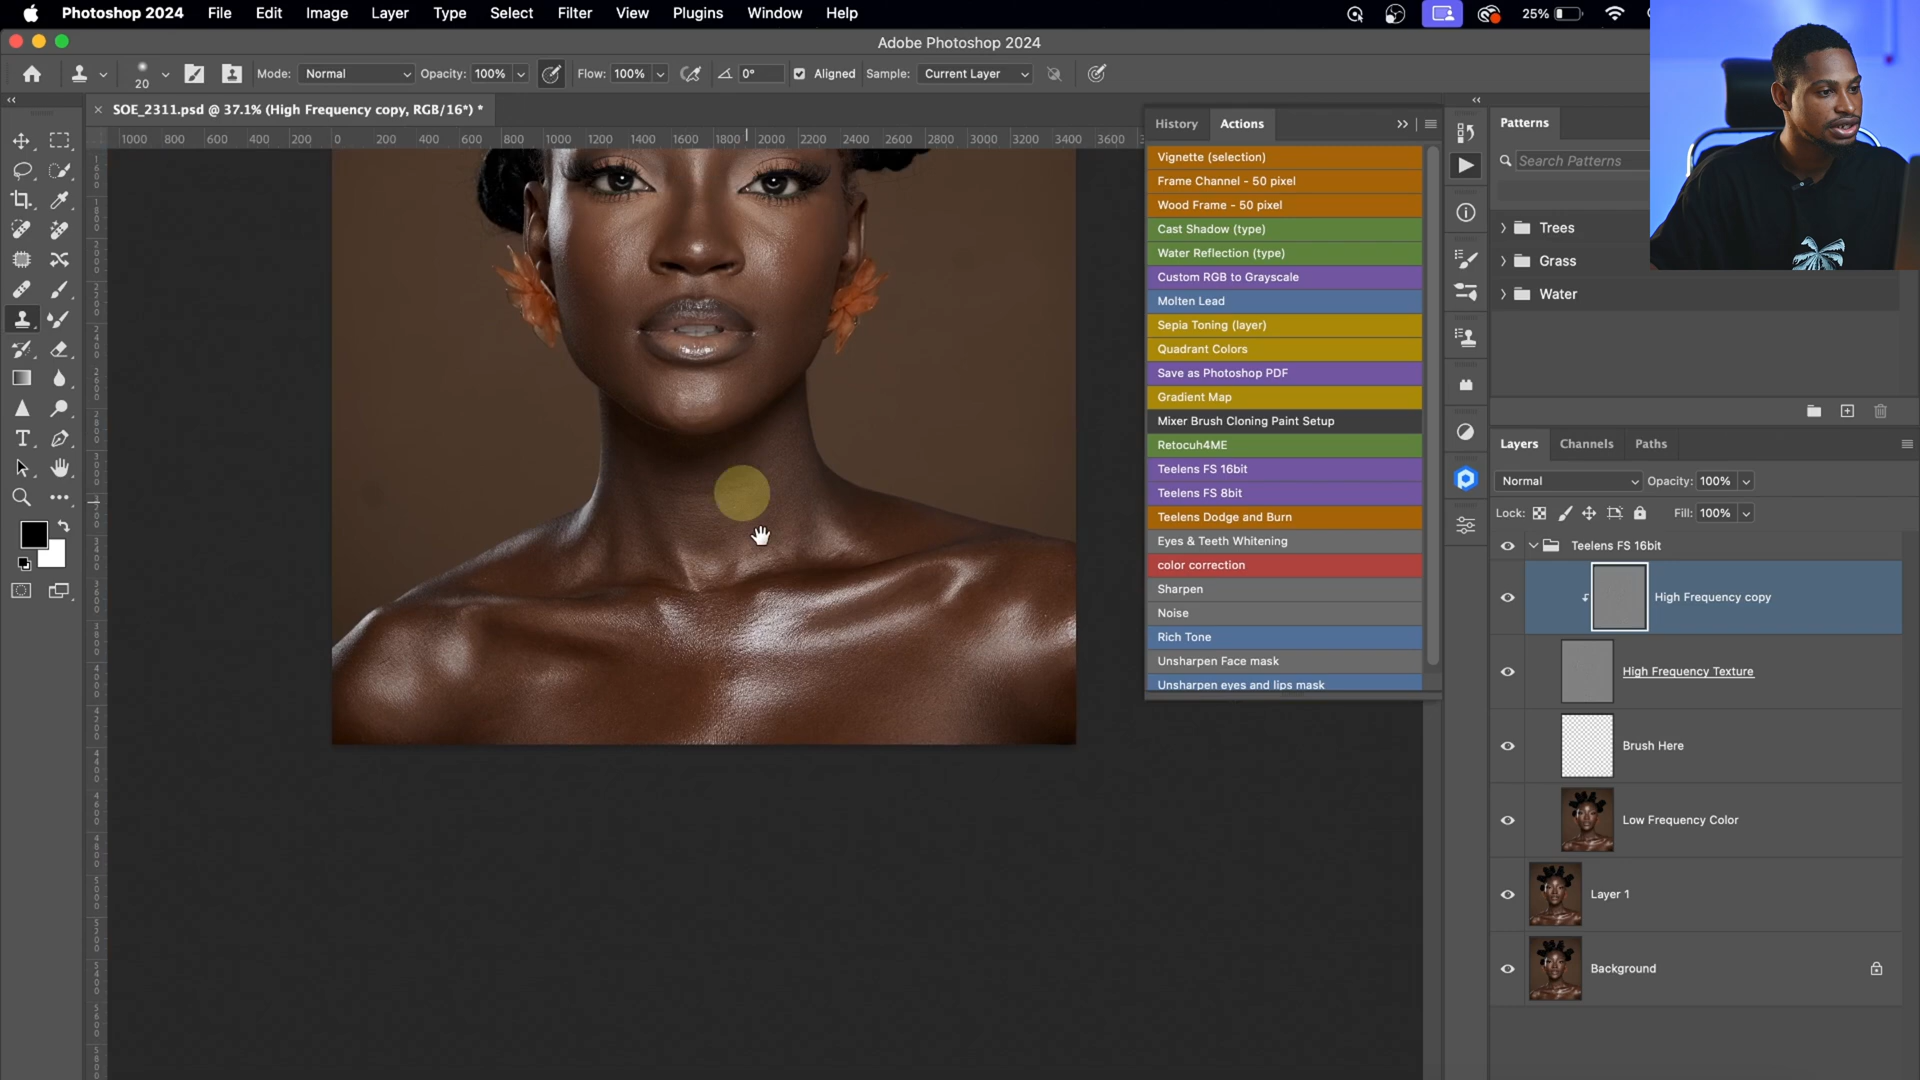 Photoshop 2024 File Edit Image Layer Type Select Filter View Plugins Window Help 25%
Adobe Photoshop 2024
20 Mode: Normal Opacity: 100% Flow: 100% 0° Aligned Sample: Current Layer
SOE_2311.psd @ 37.1% (High Frequency copy, RGB/16*) *
1000 800 600 400 200 0 200 400 600 800 1000 1200 1400 1600 1800 2000 2200 2400 2600 2800 3000 3200 3400 3600
History Actions
Vignette (selection)
Frame Channel - 50 pixel
Wood Frame - 50 pixel
Cast Shadow (type)
Water Reflection (type)
Custom RGB to Grayscale
Molten Lead
Sepia Toning (layer)
Quadrant Colors
Save as Photoshop PDF
Gradient Map
Mixer Brush Cloning Paint Setup
Retocuh4ME
Teelens FS 16bit
Teelens FS 8bit
Teelens Dodge and Burn
Eyes & Teeth Whitening
color correction
Sharpen
Noise
Rich Tone
Unsharpen Face mask
Unsharpen eyes and lips mask
Patterns
Search Patterns
Trees
Grass
Water
Layers Channels Paths
Normal Opacity: 100%
Lock: Fill: 100%
Teelens FS 16bit
High Frequency copy
High Frequency Texture
Brush Here
Low Frequency Color
Layer 1
Background